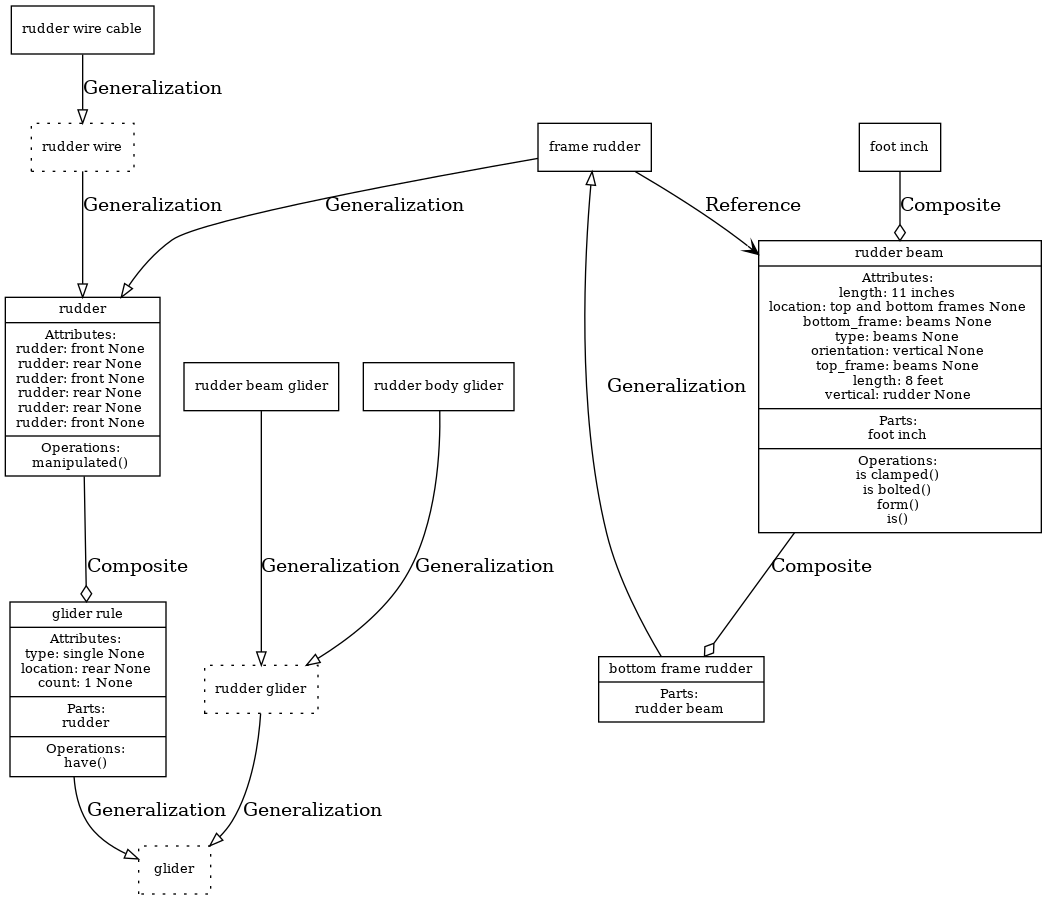 rudder wire cable
Generalization
rudder wire
frame rudder
foot inch
Generalization
Generalization
Reference
Composite
rudder beam
Attributes:
length: 11 inches
location: top and bottom frames None
bottom_frame: beams None
type: beams None
orientation: vertical None
top_frame: beams None
length: 8 feet
vertical: rudder None
Parts:
foot inch
Operations:
is clamped()
is bolted()
form()
is()
rudder
Attributes:
rudder: front None
rudder: rear None
rudder: front None
rudder: rear None
rudder: rear None
rudder: front None
Operations:
manipulated()
rudder beam glider
rudder body glider
Generalization
Composite
Generalization
Generalization
Composite
glider rule
Attributes:
type: single None
location: rear None
count: 1 None
Parts:
rudder
Operations:
have()
rudder glider
bottom frame rudder
Parts:
rudder beam
Generalization
Generalization
glider